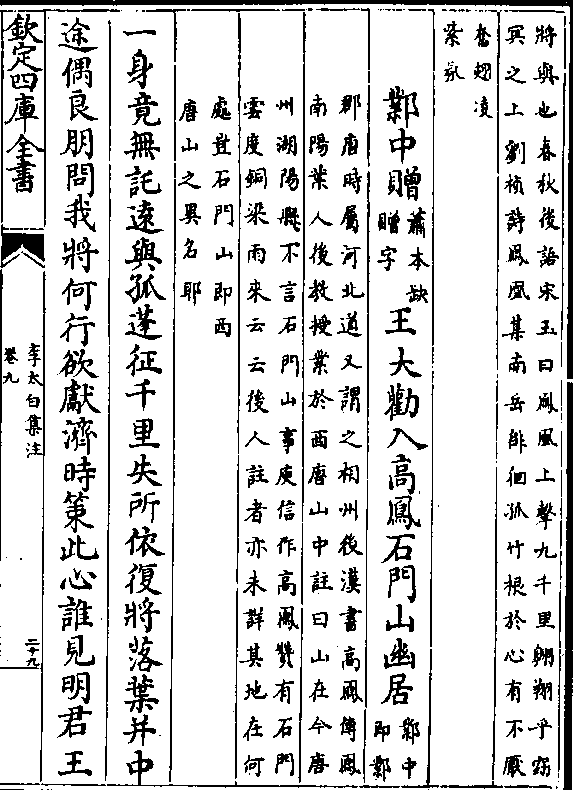 將與也春秋後語宋玉曰鳳凰上擊九千里翱翔乎窈
冥之上劉楨詩鳳凰集南岳徘徊孤竹根於心有不厭
奮翅凌
紫氛
鄴中贈蕭本缺贈字王大勸入高鳳石門山幽居鄴中即鄴
郡唐時屬河北道又謂之相州後漢書高鳳傳鳳
南陽葉人後教授業於西唐山中註曰山在今唐
州湖陽縣不言石門山事庾信作高鳳贊有石門
雲度銅梁雨來云云後人註者亦未詳其地在何
處豈石門山即西
唐山之異名耶
一身竟無託遠與孤蓬征千里失所依復將落葉并中
途偶良朋問我將何行欲獻濟時策此心誰見明君王
欽定四庫全書
李太白集注
卷九
二十九